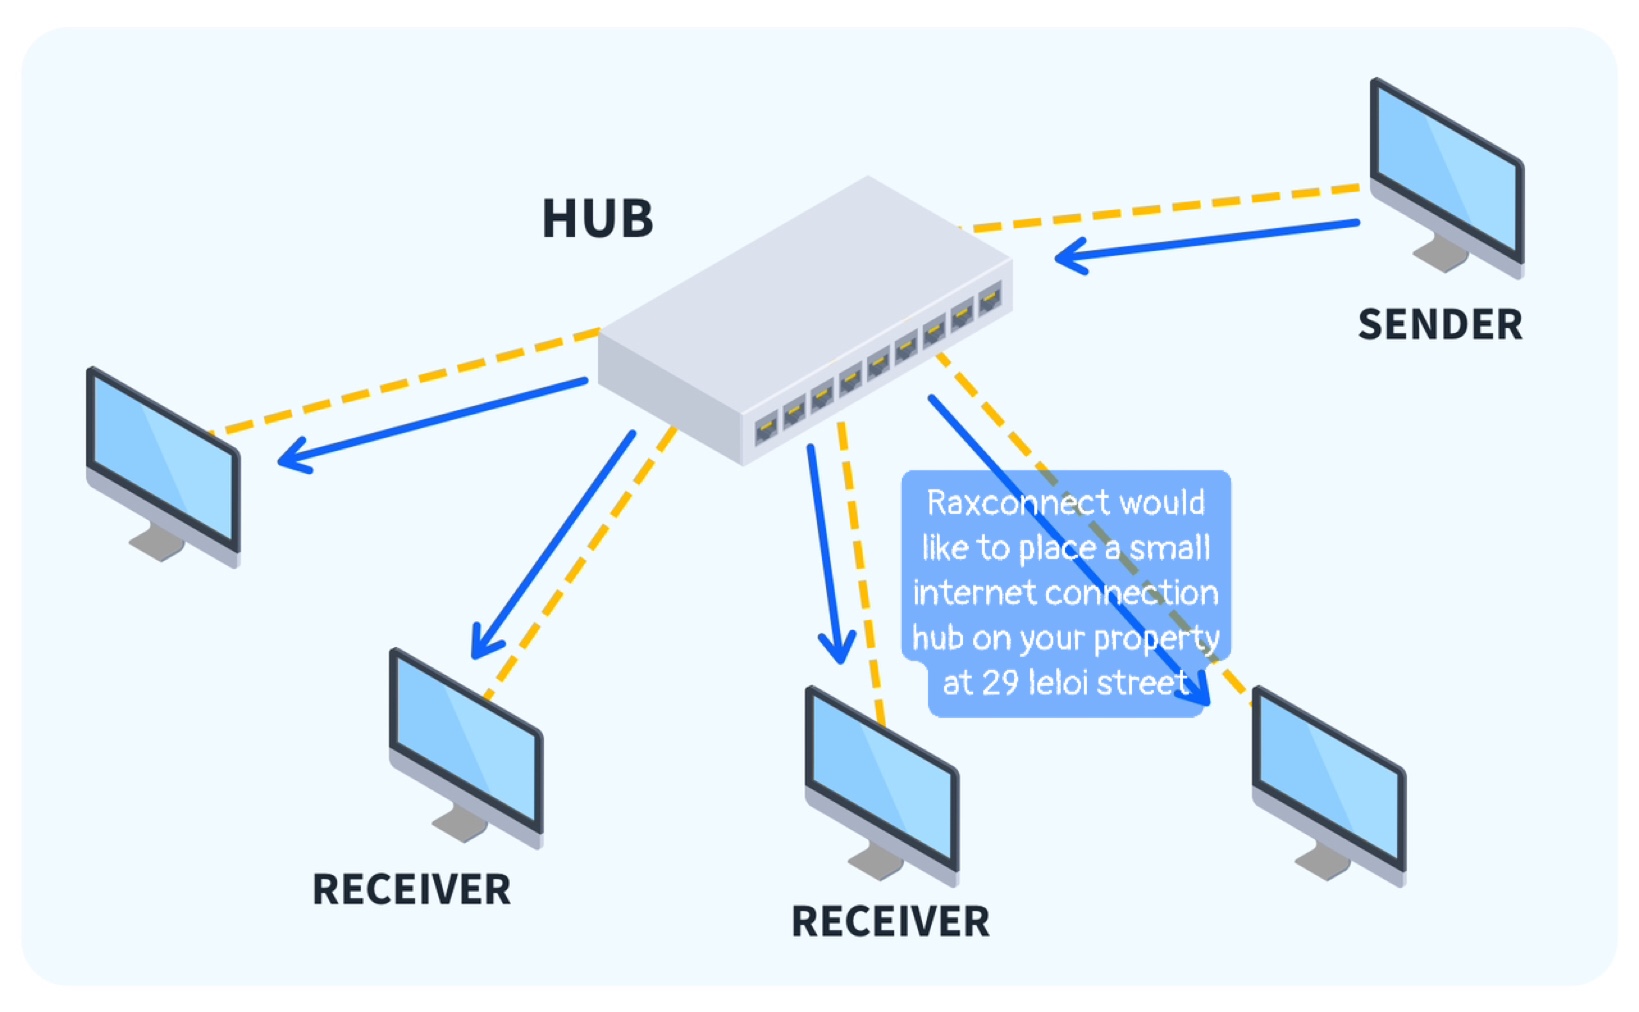 HUB
SENDER
Raxconnect would
like to place a small
internet connection
hub on your property
at 29 leloi street
RECEIVER
RECEIVER